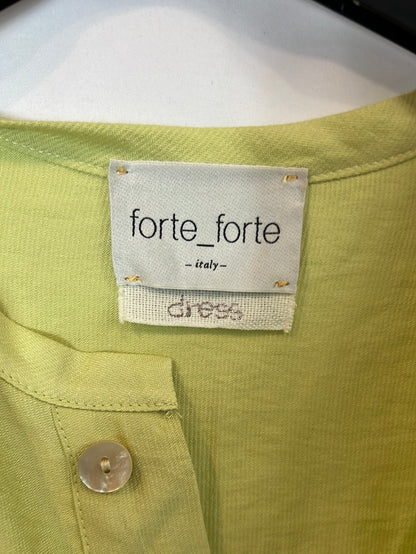 forte_forte
– italy –
dress